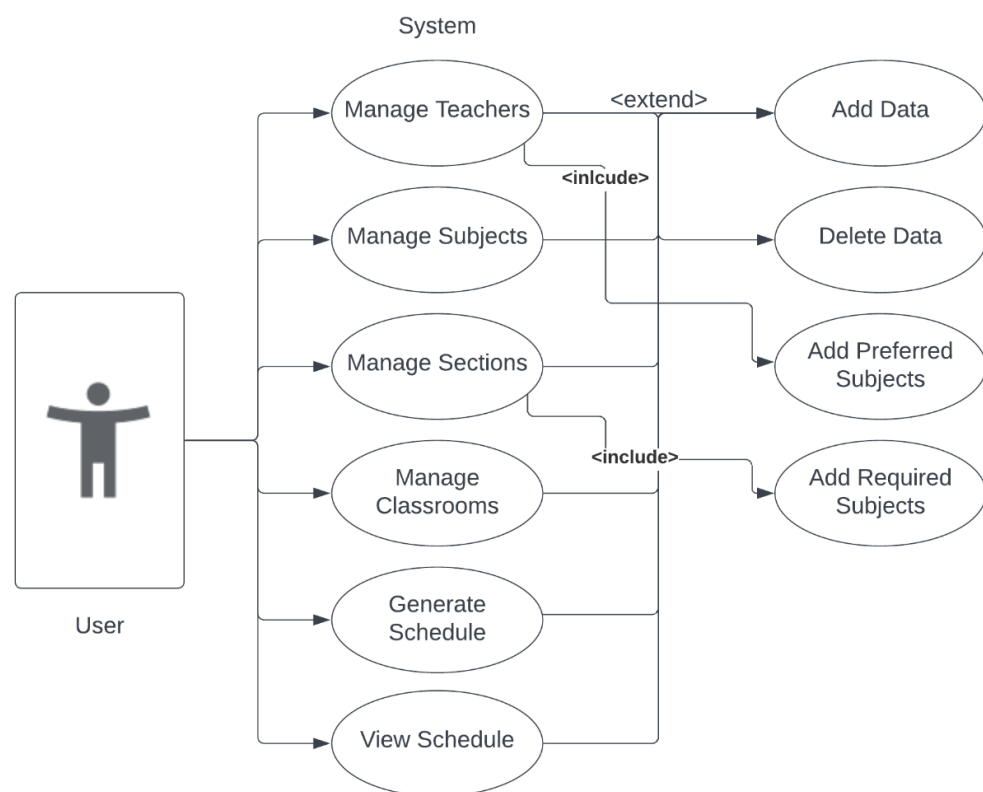 System
Manage Teachers
<extend>
Add Data
<inlcude>
Manage Subjects
Delete Data
Manage Sections
Add Preferred
Subjects
<include>
Manage
Classrooms
Add Required
Subjects
Generate
Schedule
User
View Schedule